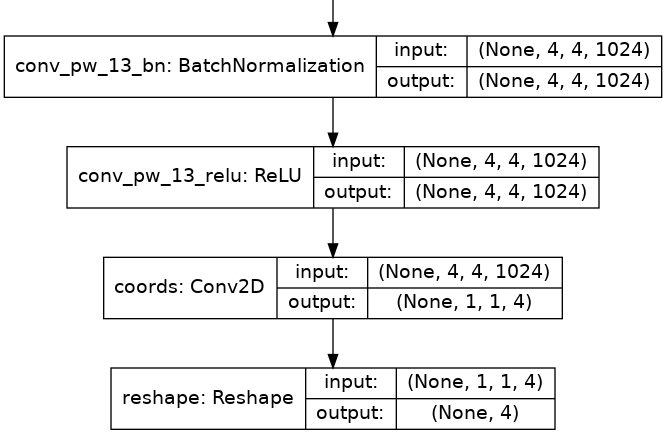 conv_pw_13_bn: BatchNormalization
input: (None, 4, 4, 1024)
output: (None, 4, 4, 1024)
conv_pw_13_relu: ReLU
input: (None, 4, 4, 1024)
output: (None, 4, 4, 1024)
coords: Conv2D
input: (None, 4, 4, 1024)
output: (None, 1, 1, 4)
reshape: Reshape
input: (None, 1, 1, 4)
output: (None, 4)